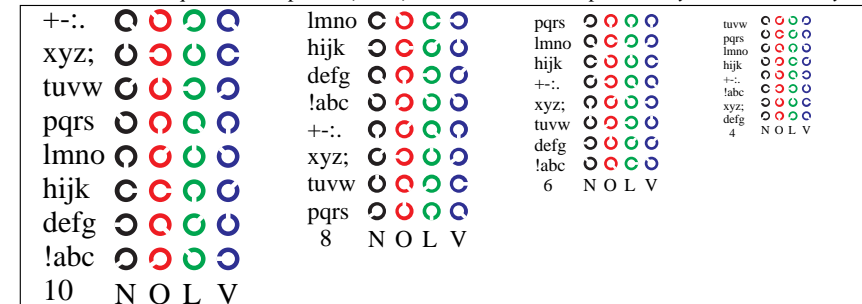 +-:.
xyz;
tuvw
pqrs
lmno
hijk
defg
!abc
10 N O L V
lmno
hijk
defg
!abc
+-:.
xyz;
tuvw
pqrs
8 N O L V
pqrs
lmno
hijk
+-:.
xyz;
tuvw
defg
!abc
6 N O L V
tuvw
pqrs
lmno
hijk
+-:.
!abc
xyz;
defg
4 N O L V